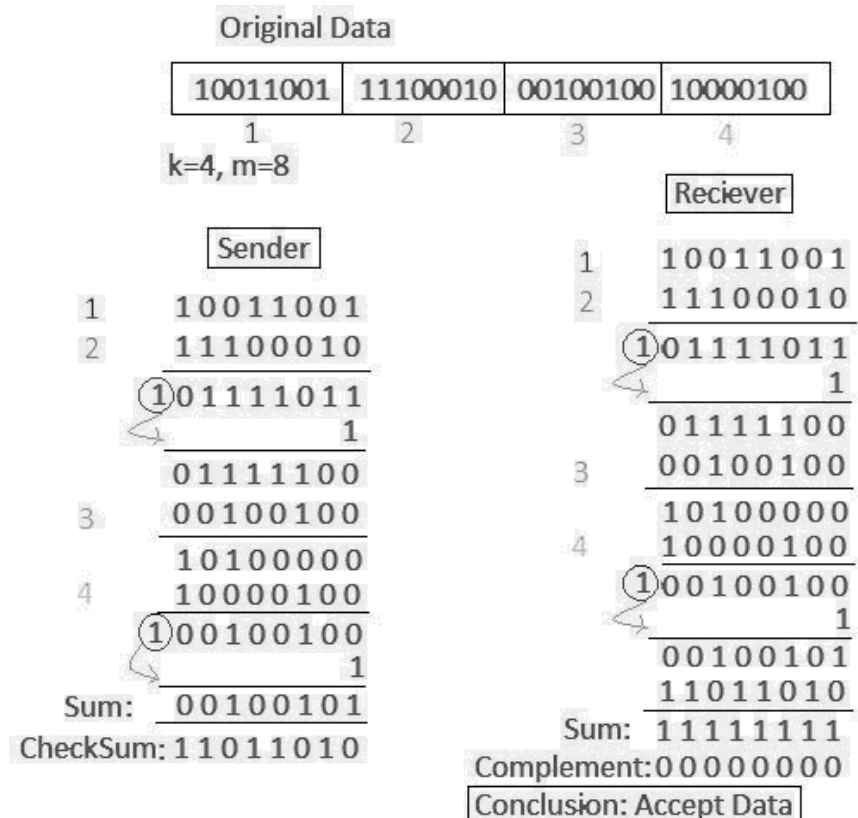 Original Data
10011001 11100010 00100100 10000100
1 2 3 4
k=4, m=8
Sender
1 10011001
2 11100010
1 01111011
1
01111100
3 00100100
10100000
4 10000100
1 00100100
1
Sum: 00100101
CheckSum: 11011010
Reciever
1 10011001
2 11100010
1 01111011
1
01111100
3 00100100
10100000
4 10000100
1 00100100
1
00100101
11011010
Sum: 11111111
Complement: 00000000
Conclusion: Accept Data